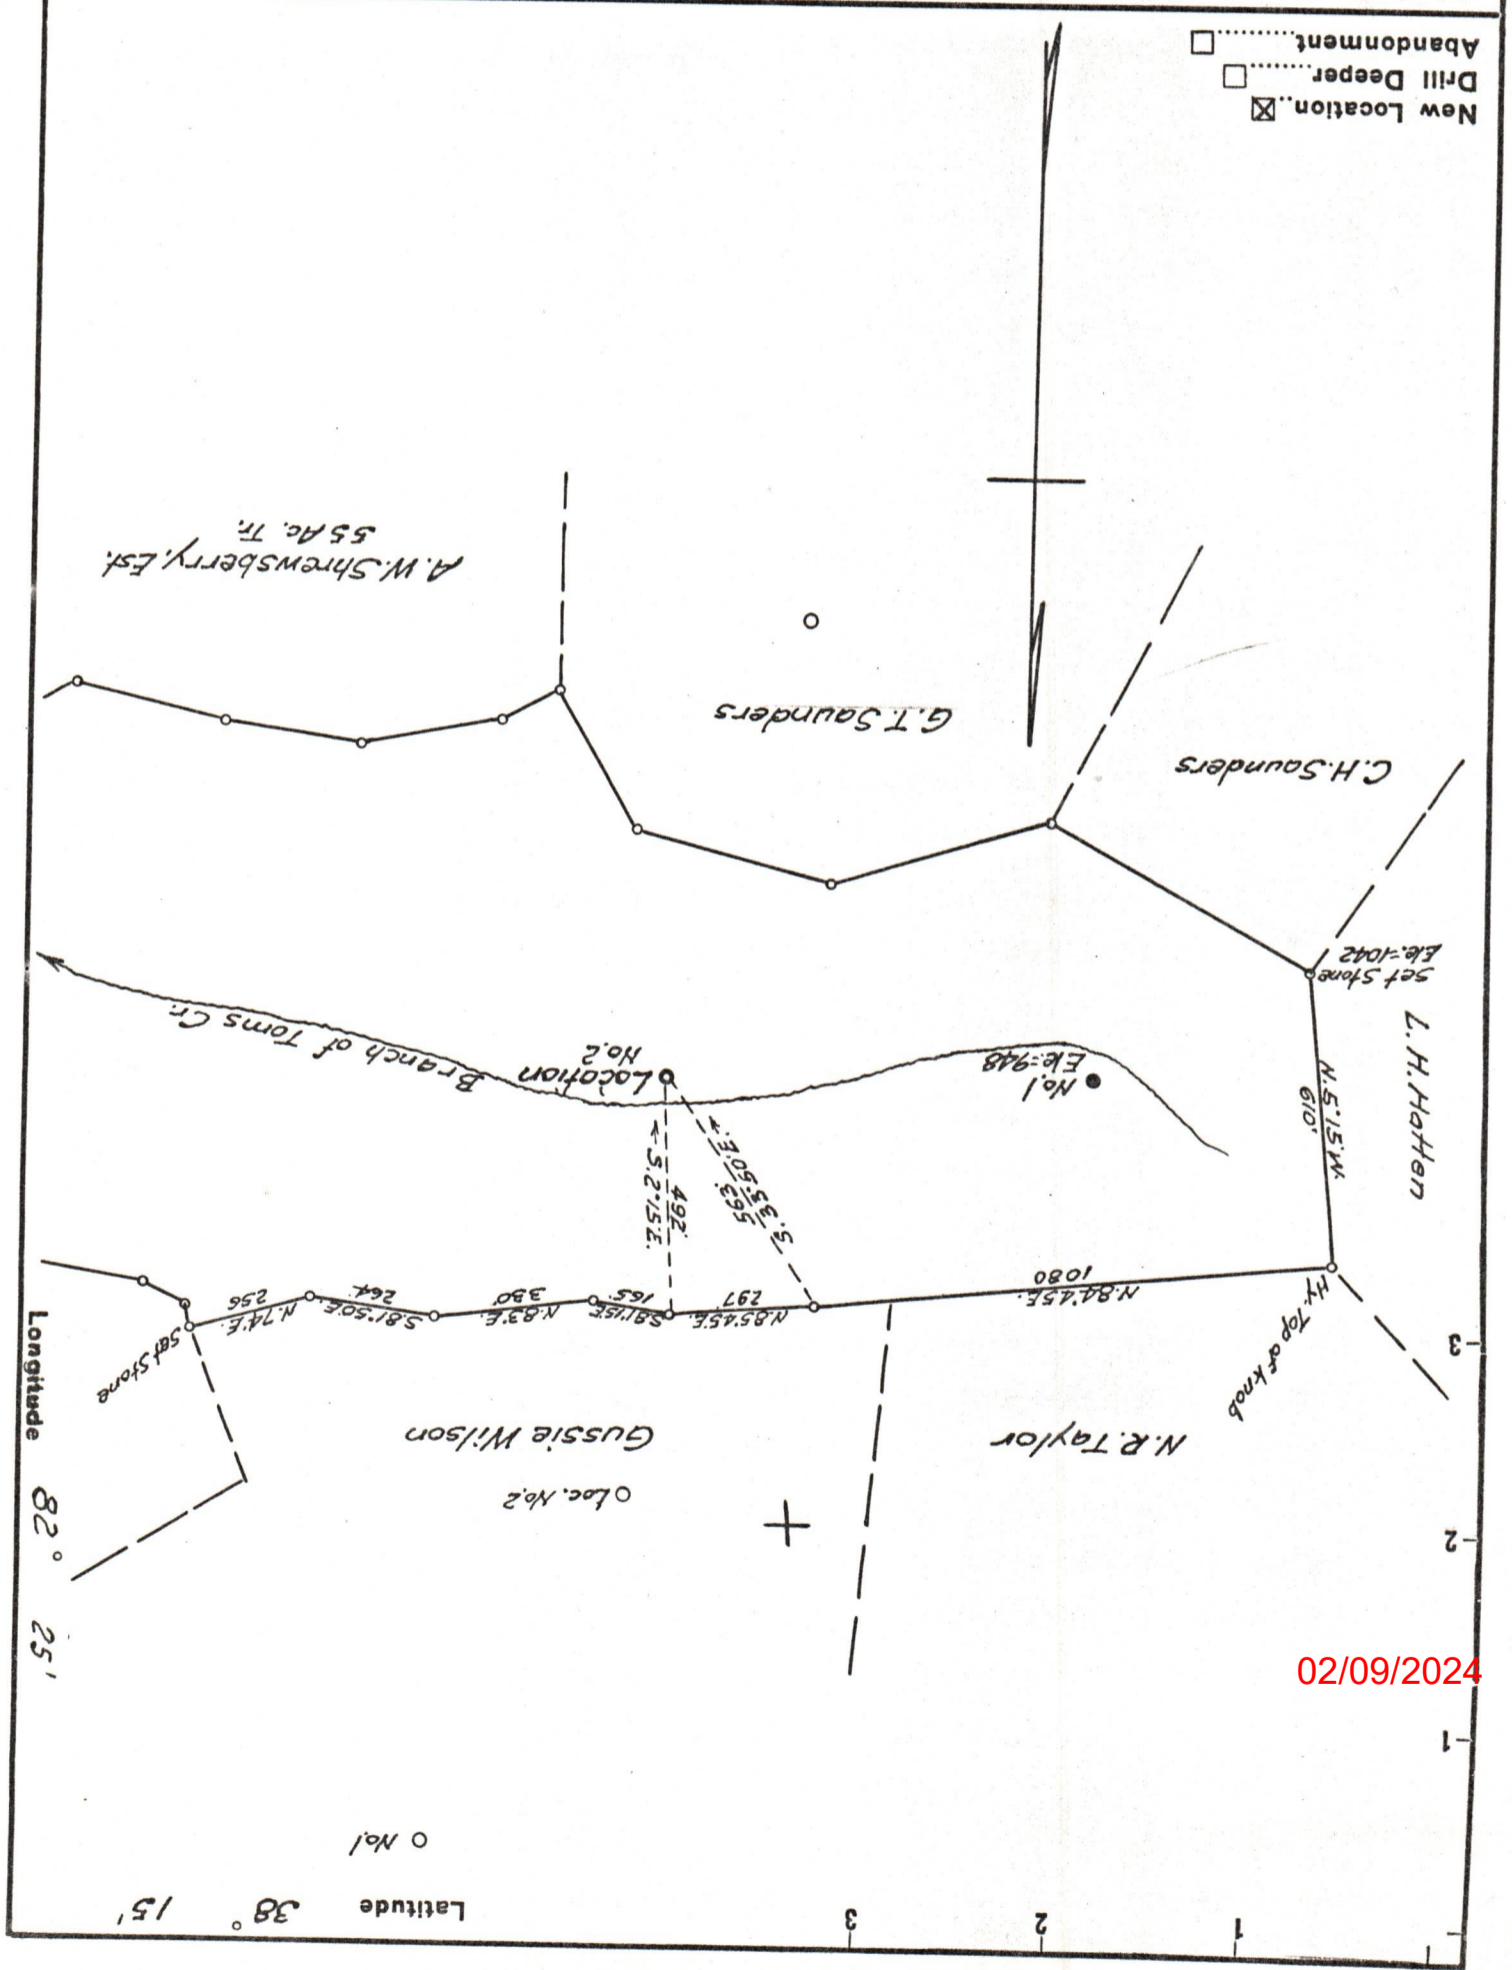 Latitude 38° 15'
1
2
3
o No.1
1
2
3
02/09/2024
Longitude 82° 25'
o Loc. No.2
N.R. Taylor
Gussie Wilson
Hy. Top of Knob
Set Stone
N.84°45'E.
1080
N.85°45'E.
297'
S.81°15'E.
165'
N.83°E.
330'
S.81°50'E.
264'
N.74°E.
256
S.33°50'E.
563'
492'
S.2°15'E.
L.H. Hatten
N.5°15'W.
610'
No.1
Ele.=948
Location
No.2
Branch of Toms Cr.
Set Stone
Ele.=1042
C.H. Saunders
G.T. Saunders
A.W. Shrewsberry, Est.
55 Ac. Tr.
New Location..☒
Drill Deeper.........☐
Abandonment...........☐